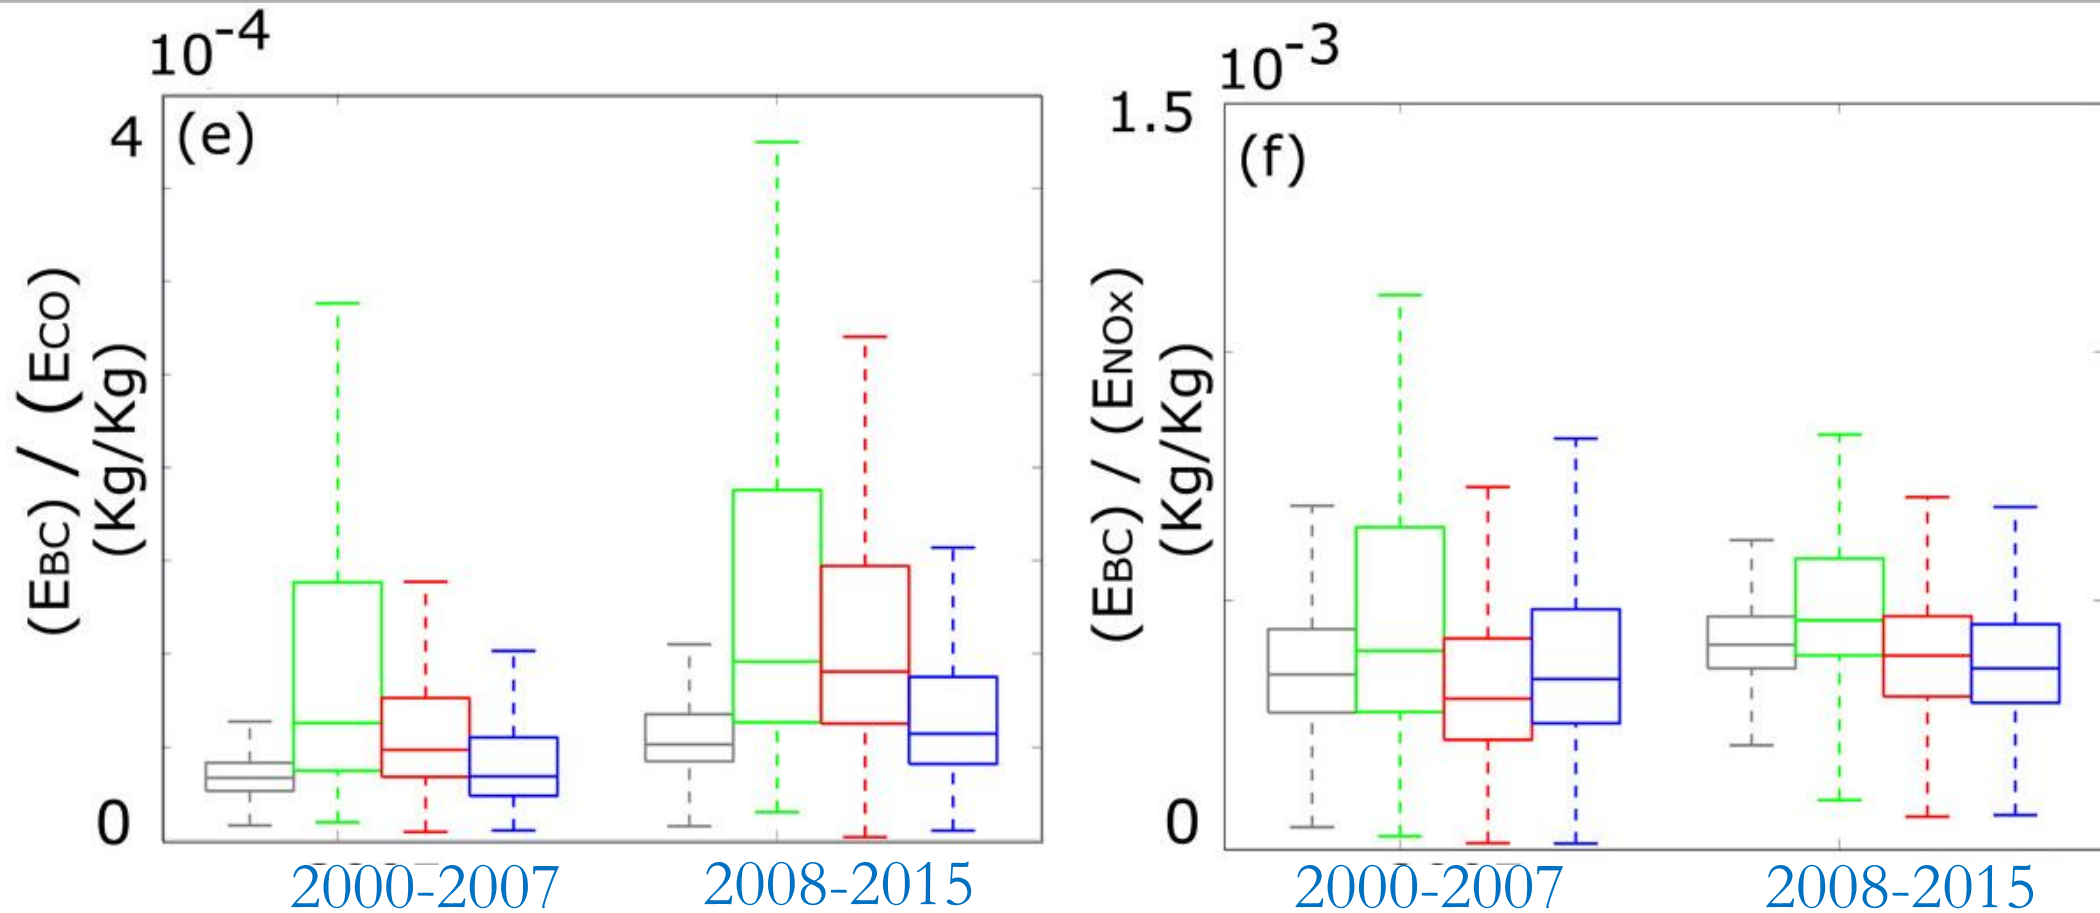 10-4
4
(e)
(EBC) / (ECO)
(Kg/Kg)
0
2000-2007
2008-2015
10-3
1.5
(f)
(EBC) / (ENOx)
(Kg/Kg)
0
2000-2007
2008-2015